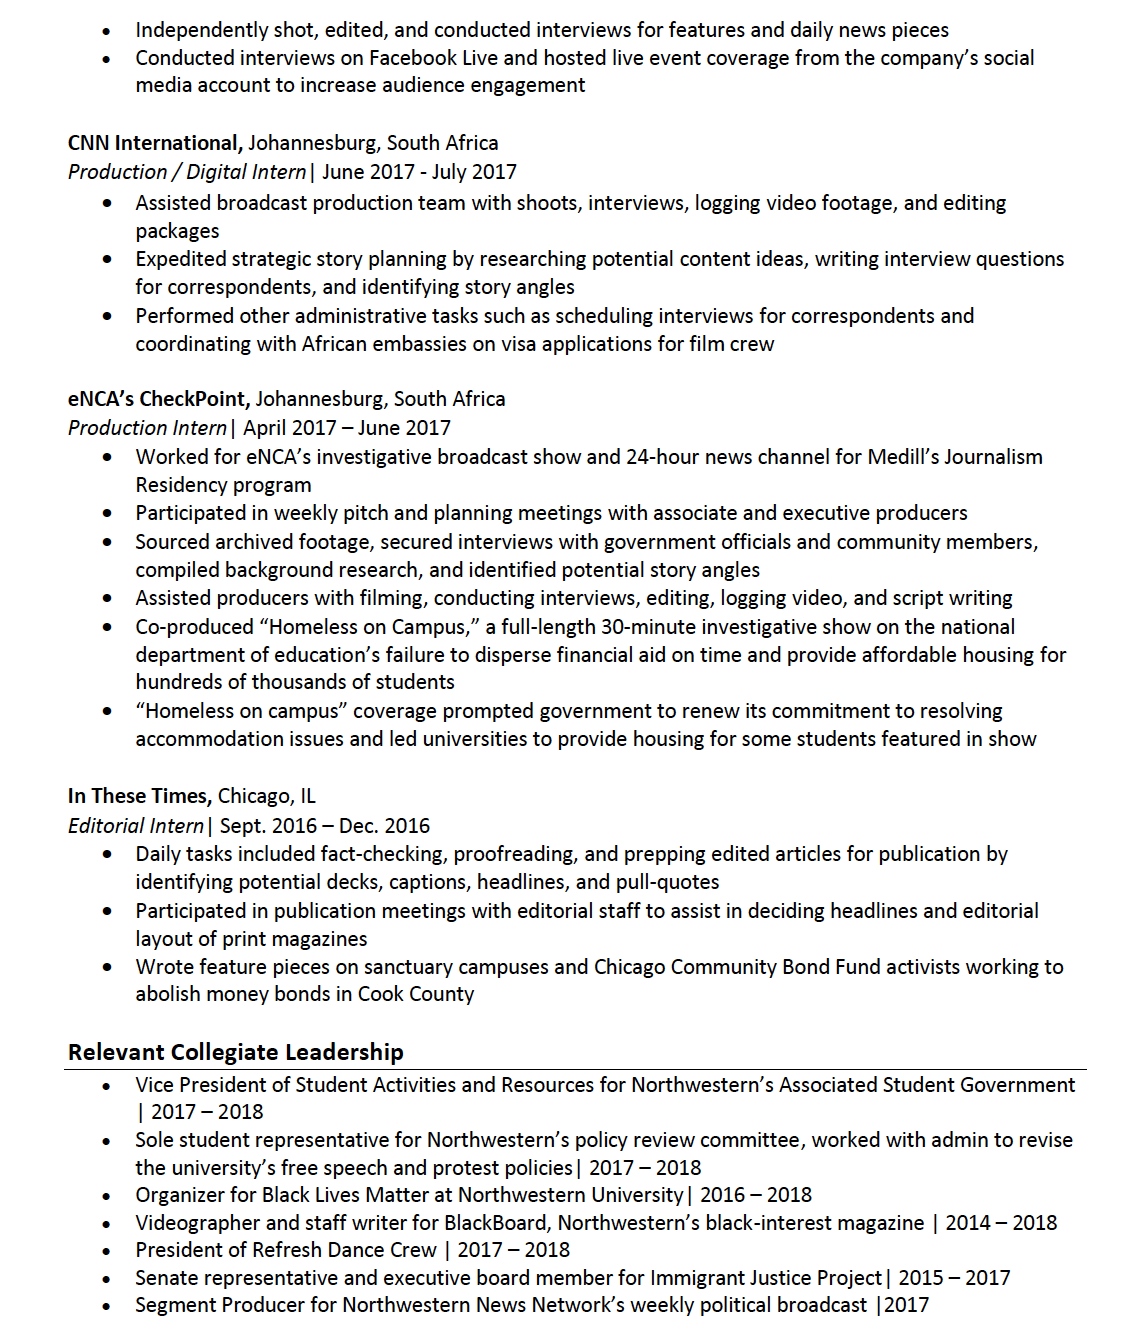 • Independently shot, edited, and conducted interviews for features and daily news pieces
• Conducted interviews on Facebook Live and hosted live event coverage from the company’s social
media account to increase audience engagement
CNN International, Johannesburg, South Africa
Production / Digital Intern| June 2017 - July 2017
• Assisted broadcast production team with shoots, interviews, logging video footage, and editing
packages
• Expedited strategic story planning by researching potential content ideas, writing interview questions
for correspondents, and identifying story angles
• Performed other administrative tasks such as scheduling interviews for correspondents and
coordinating with African embassies on visa applications for film crew
eNCA’s CheckPoint, Johannesburg, South Africa
Production Intern| April 2017 – June 2017
• Worked for eNCA’s investigative broadcast show and 24-hour news channel for Medill’s Journalism
Residency program
• Participated in weekly pitch and planning meetings with associate and executive producers
• Sourced archived footage, secured interviews with government officials and community members,
compiled background research, and identified potential story angles
• Assisted producers with filming, conducting interviews, editing, logging video, and script writing
• Co-produced “Homeless on Campus,” a full-length 30-minute investigative show on the national
department of education’s failure to disperse financial aid on time and provide affordable housing for
hundreds of thousands of students
• “Homeless on campus” coverage prompted government to renew its commitment to resolving
accommodation issues and led universities to provide housing for some students featured in show
In These Times, Chicago, IL
Editorial Intern| Sept. 2016 – Dec. 2016
• Daily tasks included fact-checking, proofreading, and prepping edited articles for publication by
identifying potential decks, captions, headlines, and pull-quotes
• Participated in publication meetings with editorial staff to assist in deciding headlines and editorial
layout of print magazines
• Wrote feature pieces on sanctuary campuses and Chicago Community Bond Fund activists working to
abolish money bonds in Cook County
Relevant Collegiate Leadership
• Vice President of Student Activities and Resources for Northwestern’s Associated Student Government
| 2017 – 2018
• Sole student representative for Northwestern’s policy review committee, worked with admin to revise
the university’s free speech and protest policies| 2017 – 2018
• Organizer for Black Lives Matter at Northwestern University| 2016 – 2018
• Videographer and staff writer for BlackBoard, Northwestern’s black-interest magazine | 2014 – 2018
• President of Refresh Dance Crew | 2017 – 2018
• Senate representative and executive board member for Immigrant Justice Project| 2015 – 2017
• Segment Producer for Northwestern News Network’s weekly political broadcast |2017